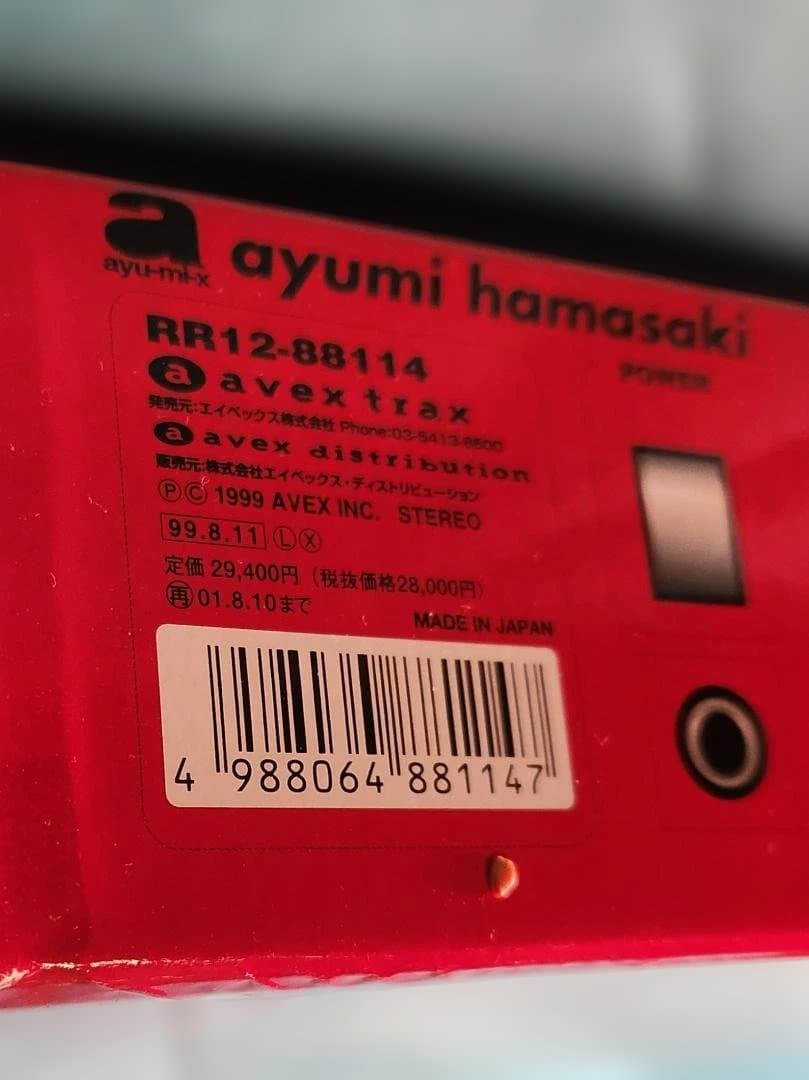 a
ayu-mi-x
ayumi hamasaki
POWER
RR12-88114
a avex trax
発売元:エイベックス株式会社 Phone:03-5413-8500
a avex distribution
販売元:株式会社エイベックス・ディストリビューション
ⓅⒸ 1999 AVEX INC. STEREO
99.8.11 ⓁⓍ
定価 29,400円 (税抜価格28,000円)
再 01.8.10まで
MADE IN JAPAN
4 988064 881147